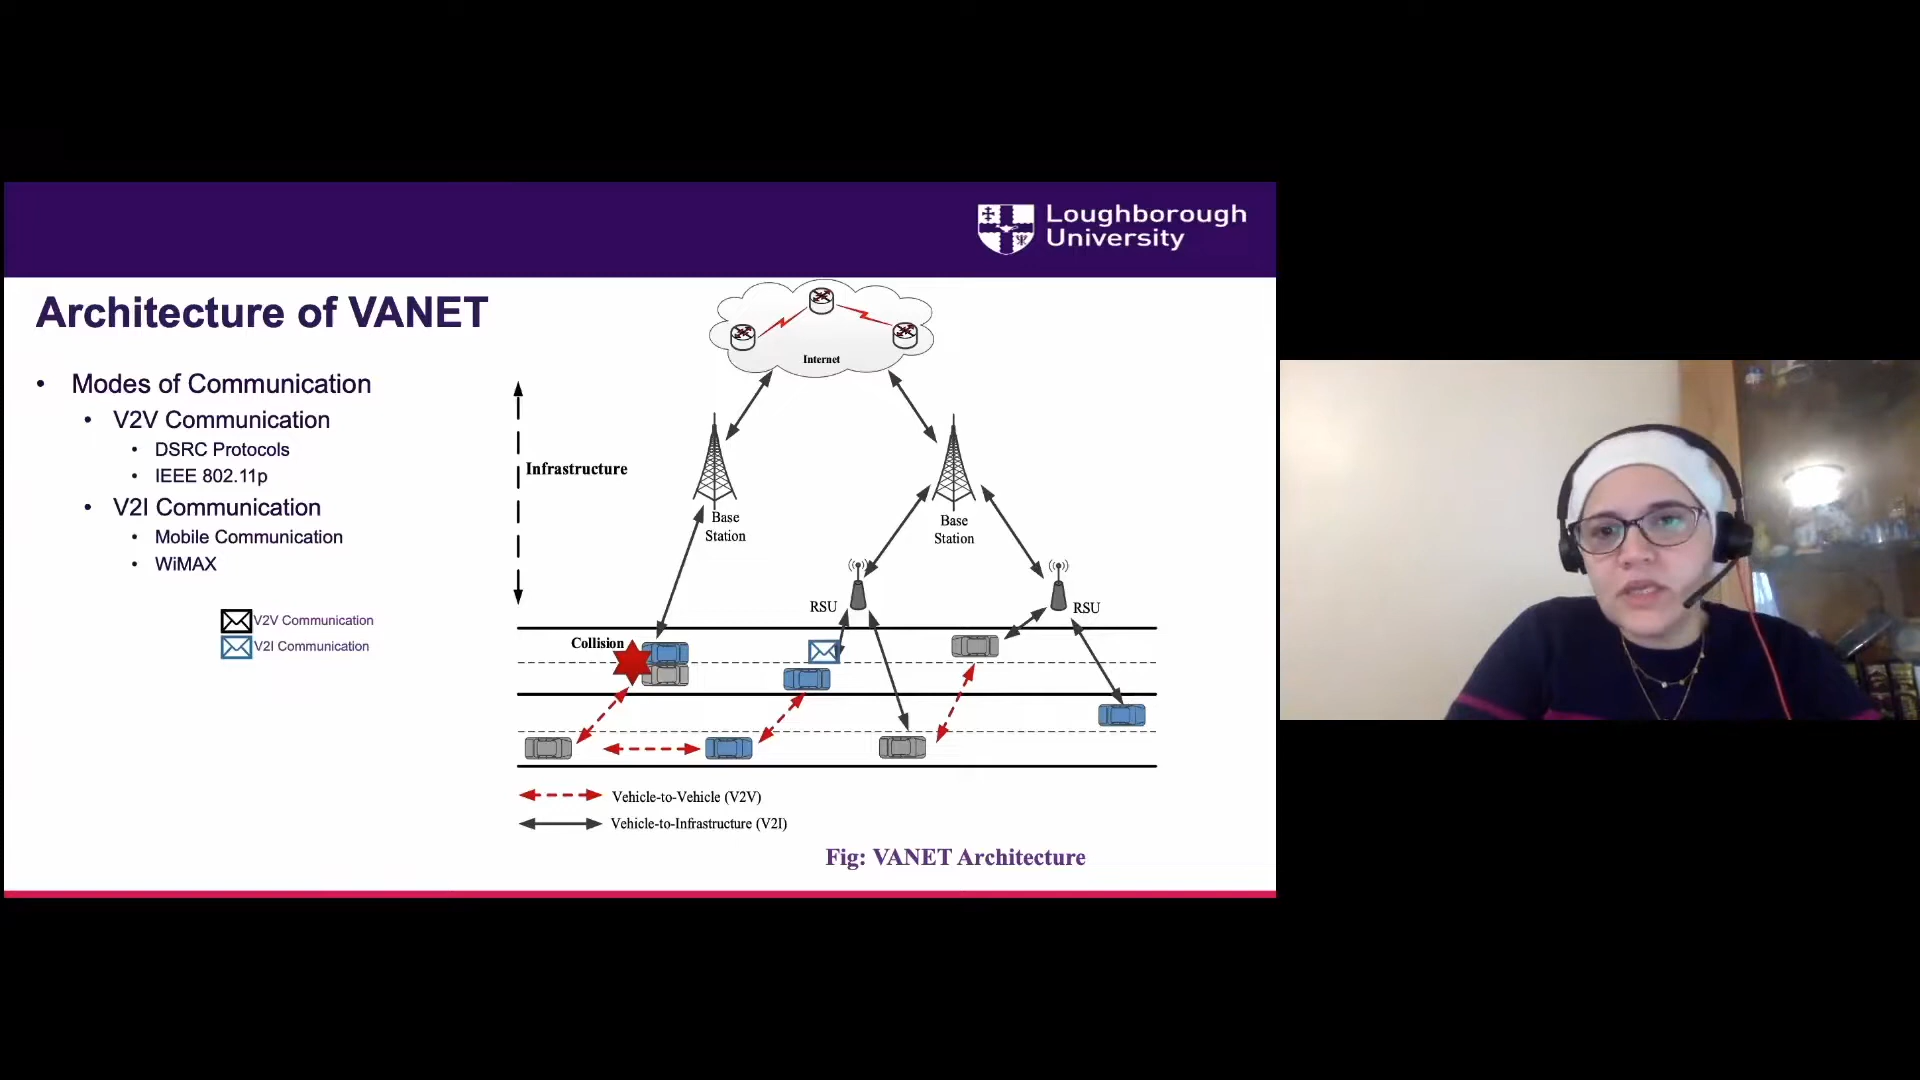 Loughborough
University
Architecture of VANET
• Modes of Communication
• V2V Communication
• DSRC Protocols
• IEEE 802.11p
• V2I Communication
• Mobile Communication
• WiMAX
V2V Communication
V2I Communication
Internet
Infrastructure
Base
Station
Base
Station
RSU
RSU
Collision
Vehicle-to-Vehicle (V2V)
Vehicle-to-Infrastructure (V2I)
Fig: VANET Architecture